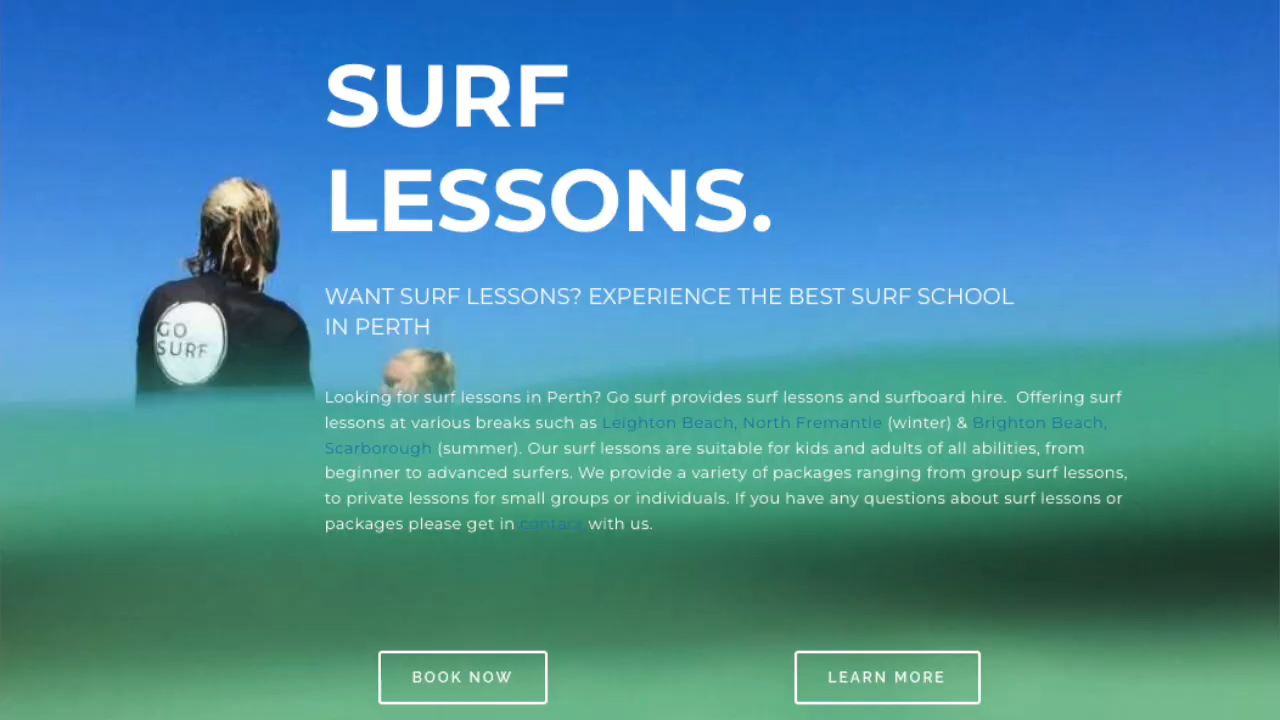 SURF
LESSONS.
WANT SURF LESSONS? EXPERIENCE THE BEST SURF SCHOOL
IN PERTH
GO
SURF
Looking for surf lessons in Perth? Go surf provides surf lessons and surfboard hire.  Offering surf
lessons at various breaks such as Leighton Beach, North Fremantle (winter) & Brighton Beach,
Scarborough (summer). Our surf lessons are suitable for kids and adults of all abilities, from
beginner to advanced surfers. We provide a variety of packages ranging from group surf lessons,
to private lessons for small groups or individuals. If you have any questions about surf lessons or
packages please get in contact with us.
BOOK NOW
LEARN MORE